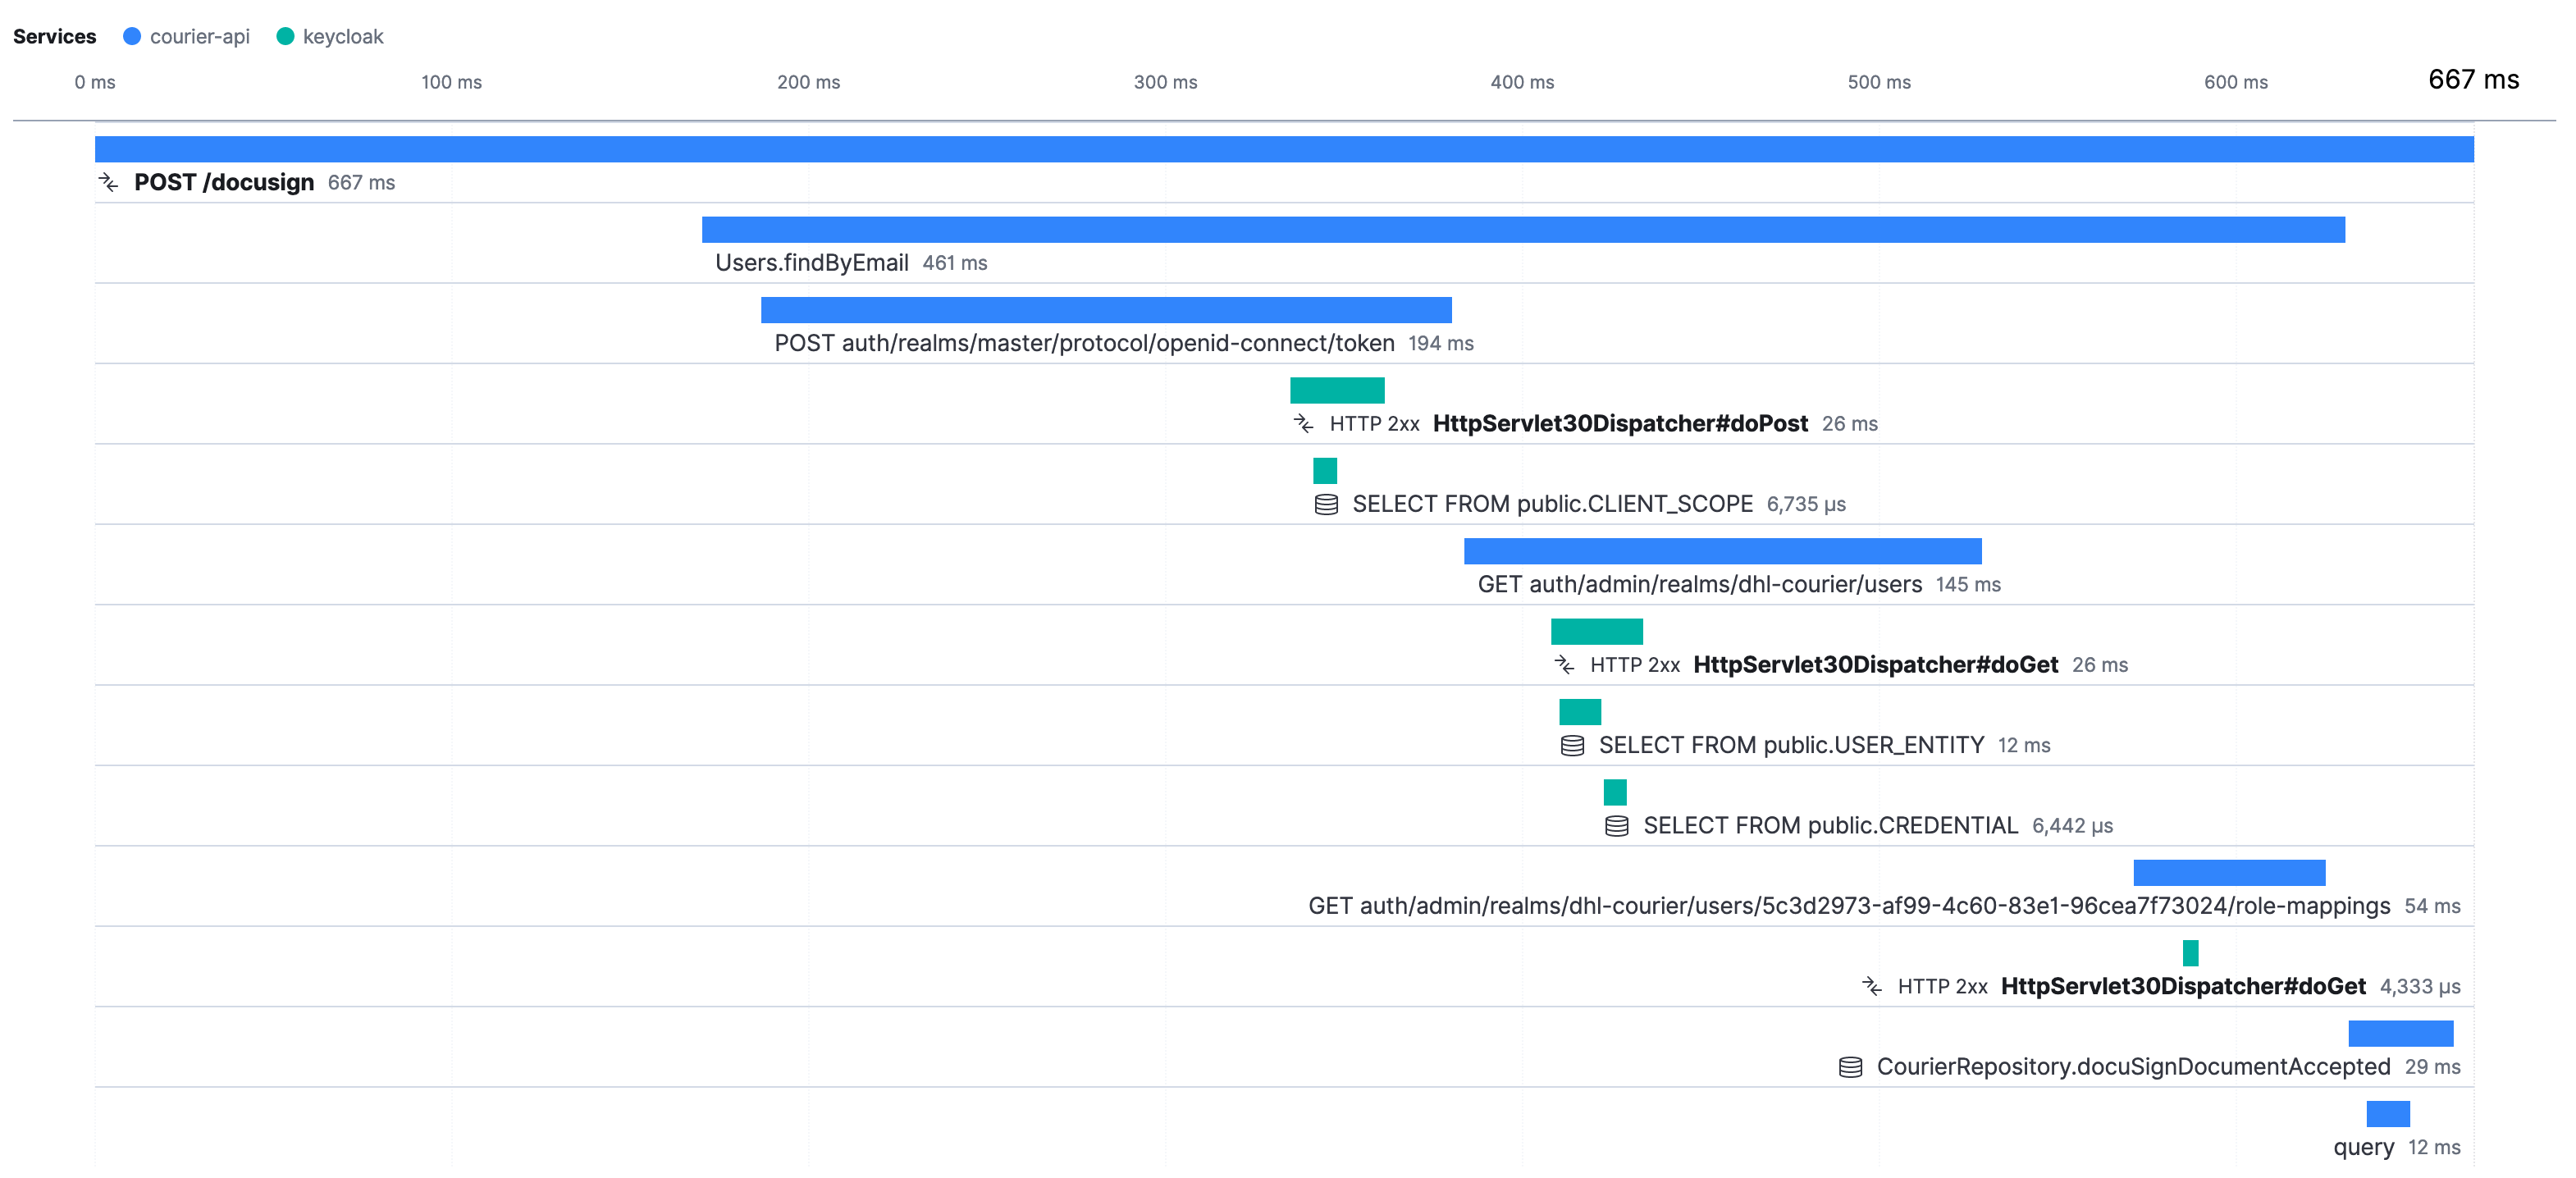 Services courier-api keycloak
0 ms 100 ms 200 ms 300 ms 400 ms 500 ms 600 ms 667 ms
POST /docusign 667 ms
Users.findByEmail 461 ms
POST auth/realms/master/protocol/openid-connect/token 194 ms
HTTP 2xx HttpServlet30Dispatcher#doPost 26 ms
SELECT FROM public.CLIENT_SCOPE 6,735 μs
GET auth/admin/realms/dhl-courier/users 145 ms
HTTP 2xx HttpServlet30Dispatcher#doGet 26 ms
SELECT FROM public.USER_ENTITY 12 ms
SELECT FROM public.CREDENTIAL 6,442 μs
GET auth/admin/realms/dhl-courier/users/5c3d2973-af99-4c60-83e1-96cea7f73024/role-mappings 54 ms
HTTP 2xx HttpServlet30Dispatcher#doGet 4,333 μs
CourierRepository.docuSignDocumentAccepted 29 ms
query 12 ms